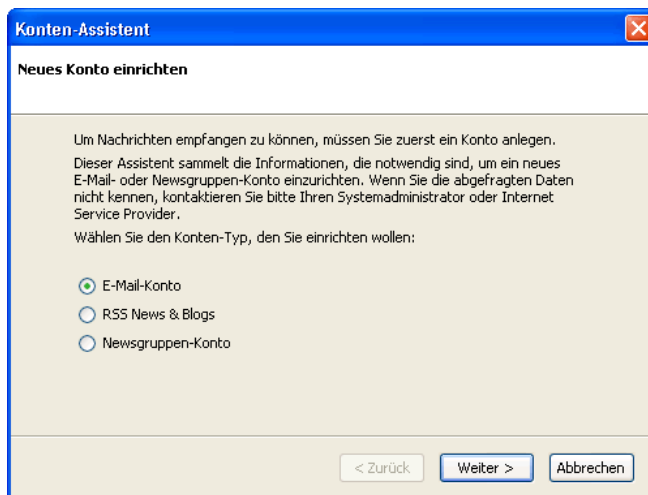 Konten-Assistent
Neues Konto einrichten
Um Nachrichten empfangen zu können, müssen Sie zuerst ein Konto anlegen.
Dieser Assistent sammelt die Informationen, die notwendig sind, um ein neues
E-Mail- oder Newsgruppen-Konto einzurichten. Wenn Sie die abgefragten Daten
nicht kennen, kontaktieren Sie bitte Ihren Systemadministrator oder Internet
Service Provider.
Wählen Sie den Konten-Typ, den Sie einrichten wollen:
E-Mail-Konto
RSS News & Blogs
Newsgruppen-Konto
< Zurück Weiter > Abbrechen